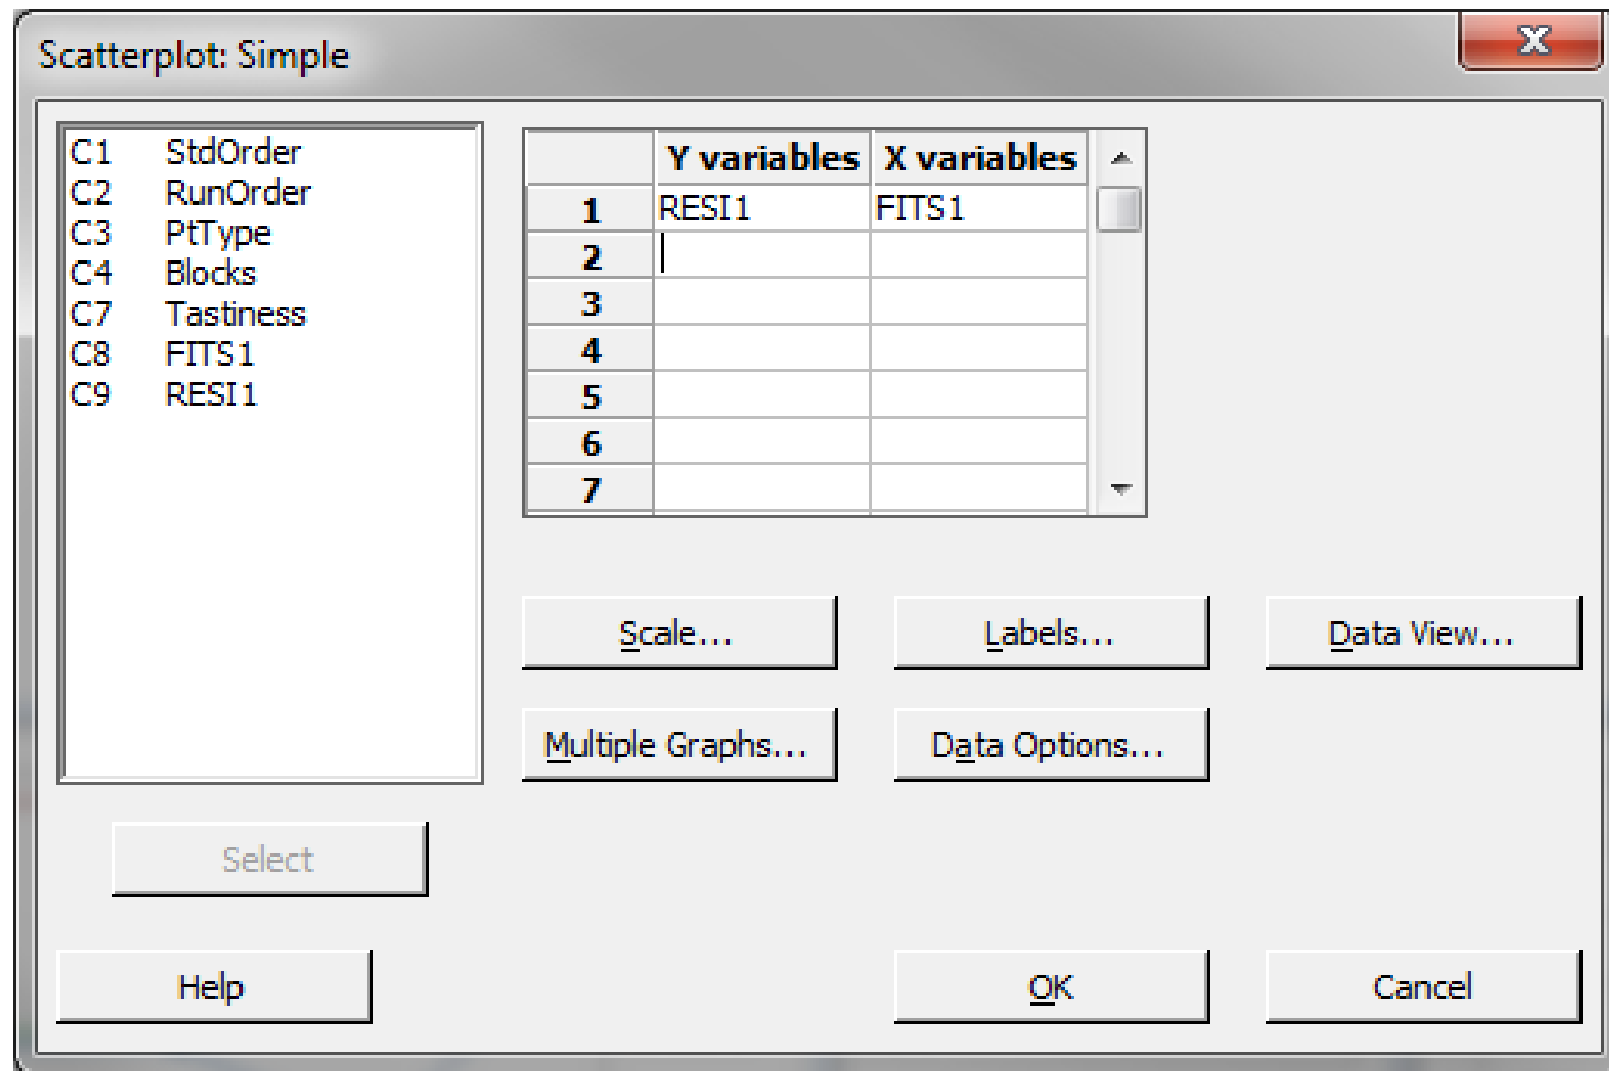 Scatterplot: Simple
C1 StdOrder
C2 RunOrder
C3 PtType
C4 Blocks
C7 Tastiness
C8 FITS1
C9 RESI1
Y variables X variables
1 RESI1 FITS1
2
3
4
5
6
7
Scale... Labels... Data View...
Multiple Graphs... Data Options...
Select
Help OK Cancel